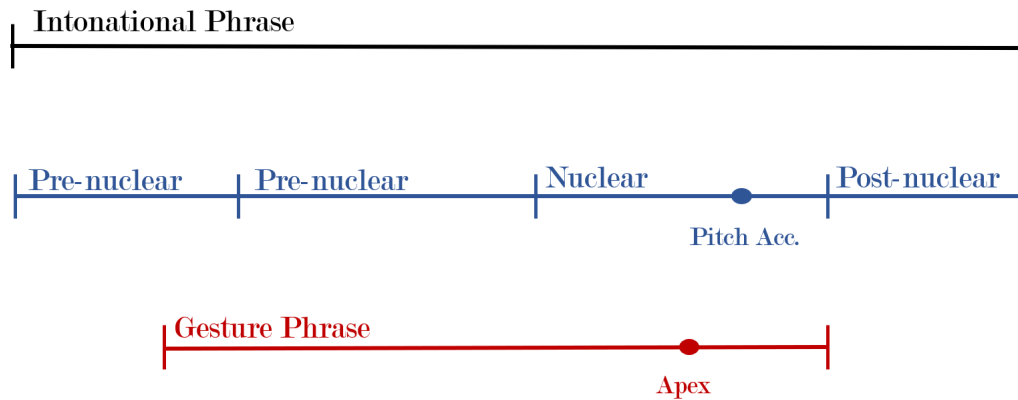 Intonational Phrase
Pre-nuclear
Pre-nuclear
Nuclear
Post-nuclear
Pitch Acc.
Gesture Phrase
Apex